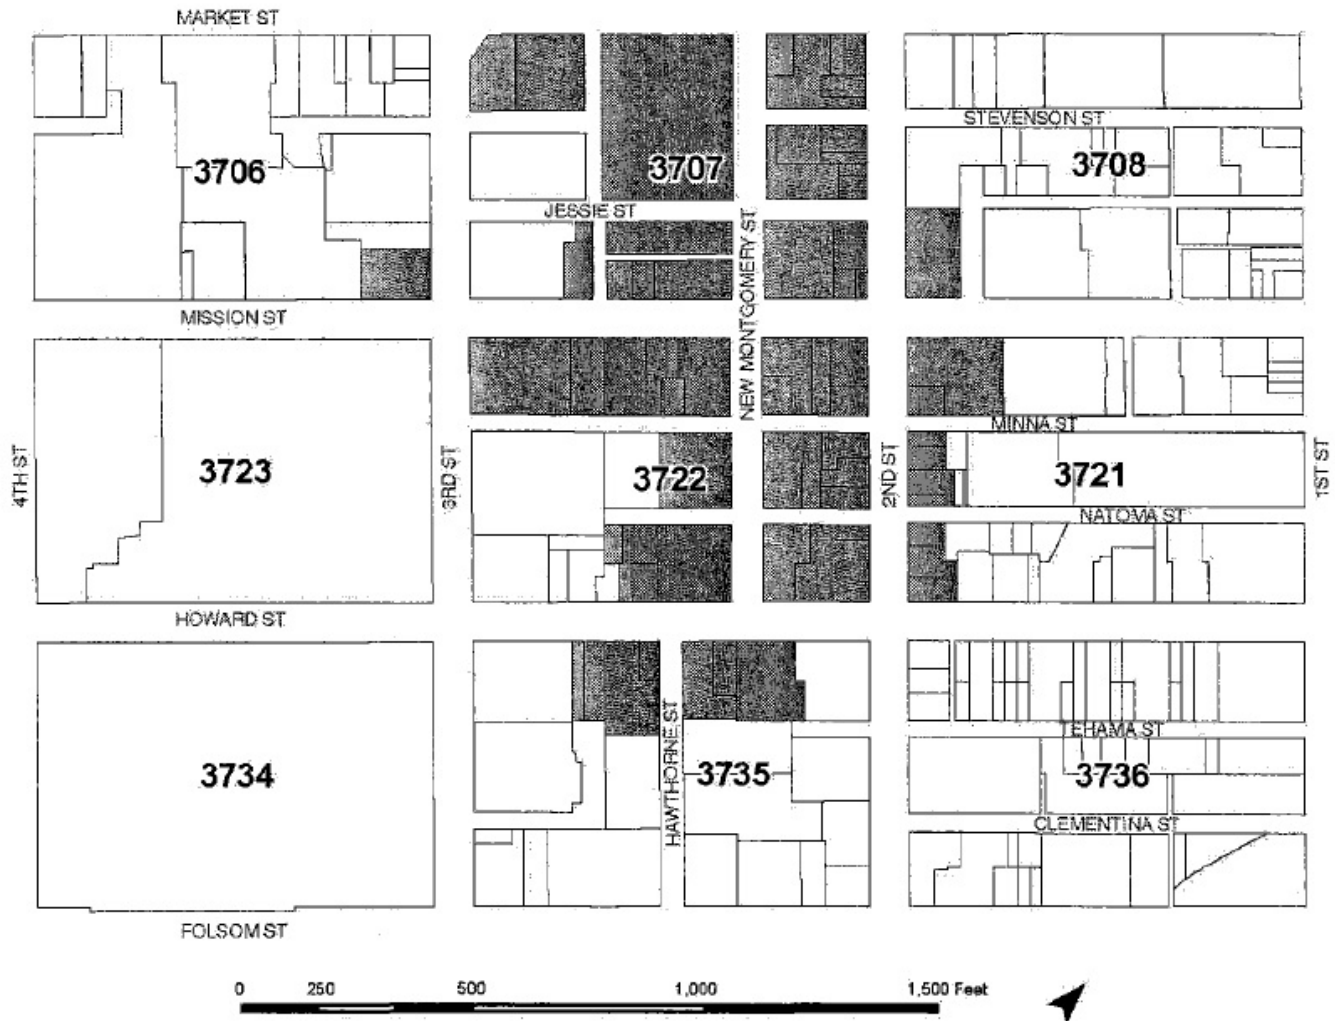 MARKET ST
STEVENSON ST
3706
3707
3708
JESSIE ST
NEW MONTGOMERY ST
MISSION ST
MINNA ST
4TH ST
3723
3RD ST
3722
2ND ST
3721
1ST ST
NATOMA ST
HOWARD ST
HAWTHORNE ST
TEHAMA ST
3734
3735
3736
CLEMENTINA ST
FOLSOM ST
0 250 500 1,000 1,500 Feet